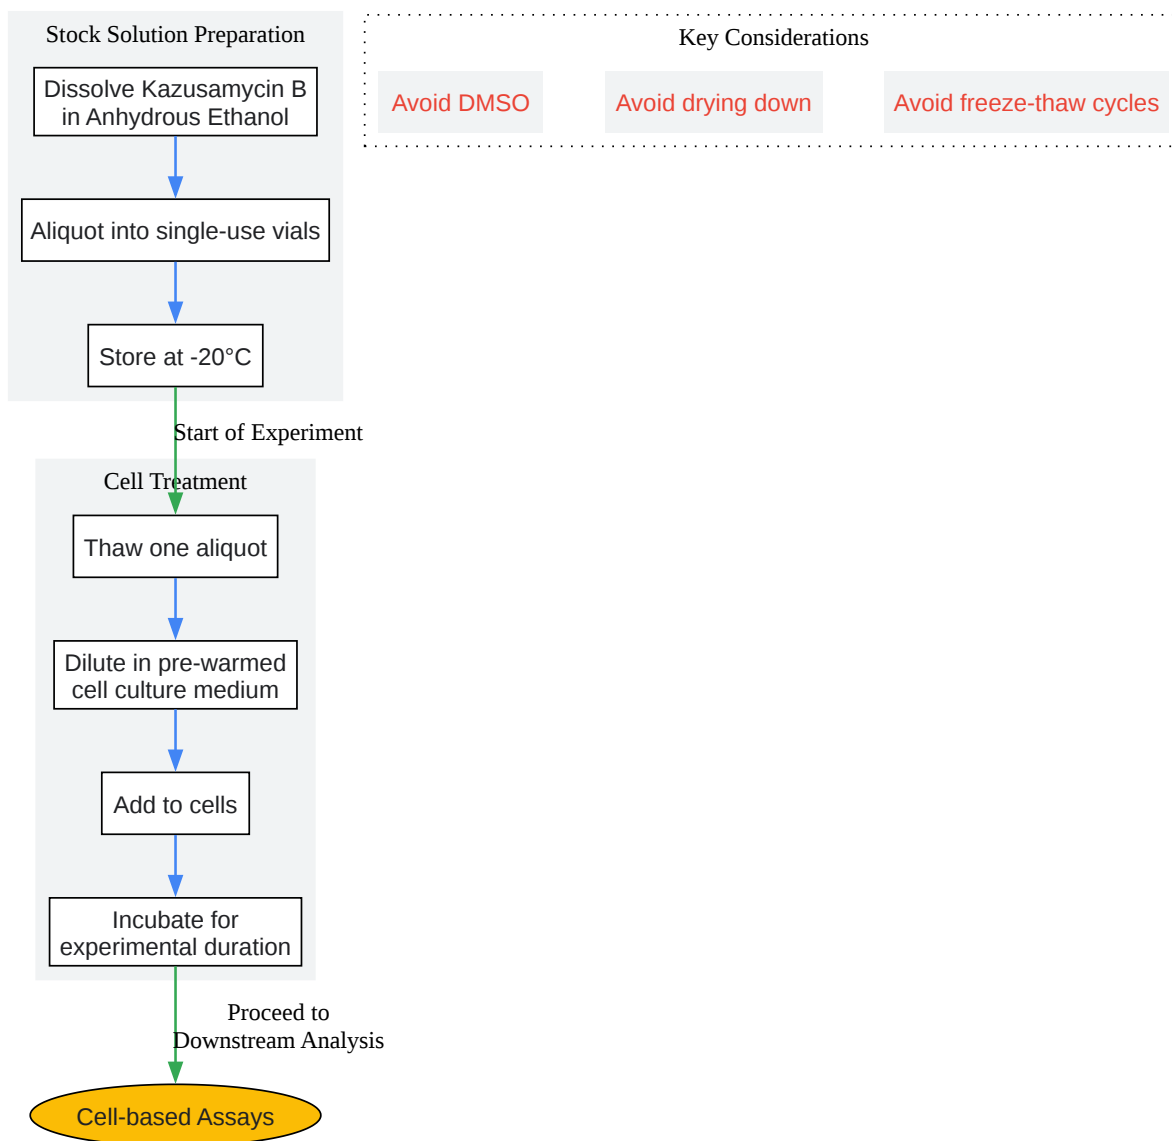 Stock Solution Preparation
Dissolve Kazusamycin B
in Anhydrous Ethanol
Aliquot into single-use vials
Store at -20°C
Start of Experiment
Cell Treatment
Thaw one aliquot
Dilute in pre-warmed
cell culture medium
Add to cells
Incubate for
experimental duration
Proceed to
Downstream Analysis
Cell-based Assays
Key Considerations
Avoid DMSO
Avoid drying down
Avoid freeze-thaw cycles